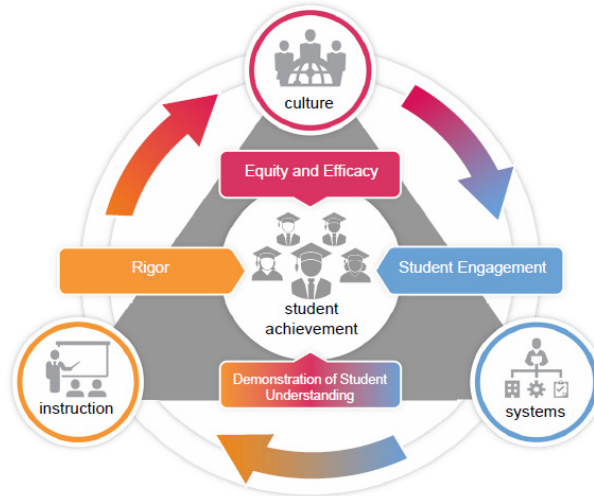 culture
Equity and Efficacy
Rigor
Student Engagement
student
achievement
Demonstration of Student
Understanding
instruction
systems